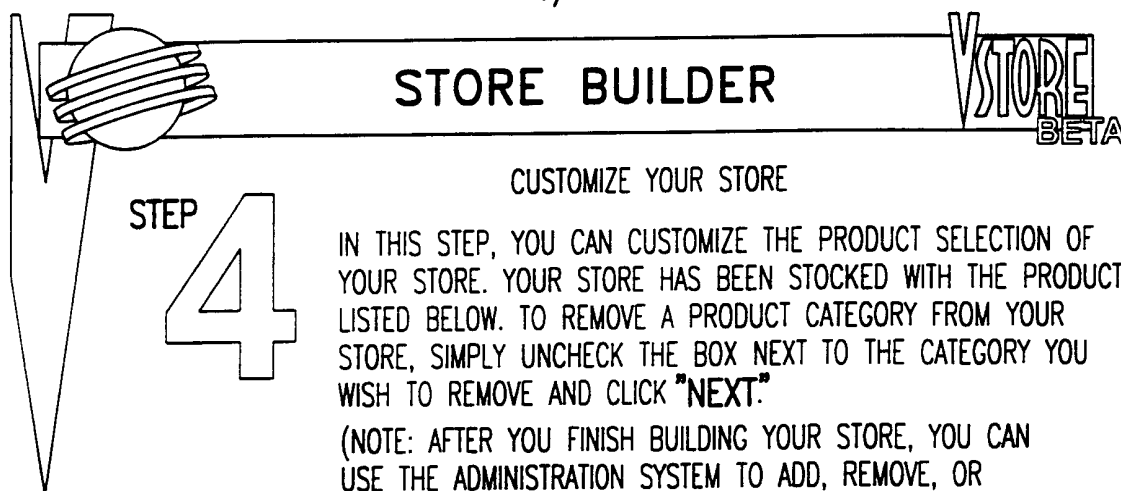 STORE BUILDER
VSTORE!
BETA
CUSTOMIZE YOUR STORE
STEP
4
IN THIS STEP, YOU CAN CUSTOMIZE THE PRODUCT SELECTION OF
YOUR STORE. YOUR STORE HAS BEEN STOCKED WITH THE PRODUCT
LISTED BELOW. TO REMOVE A PRODUCT CATEGORY FROM YOUR
STORE, SIMPLY UNCHECK THE BOX NEXT TO THE CATEGORY YOU
WISH TO REMOVE AND CLICK "NEXT."
(NOTE: AFTER YOU FINISH BUILDING YOUR STORE, YOU CAN
USE THE ADMINISTRATION SYSTEM TO ADD, REMOVE, OR